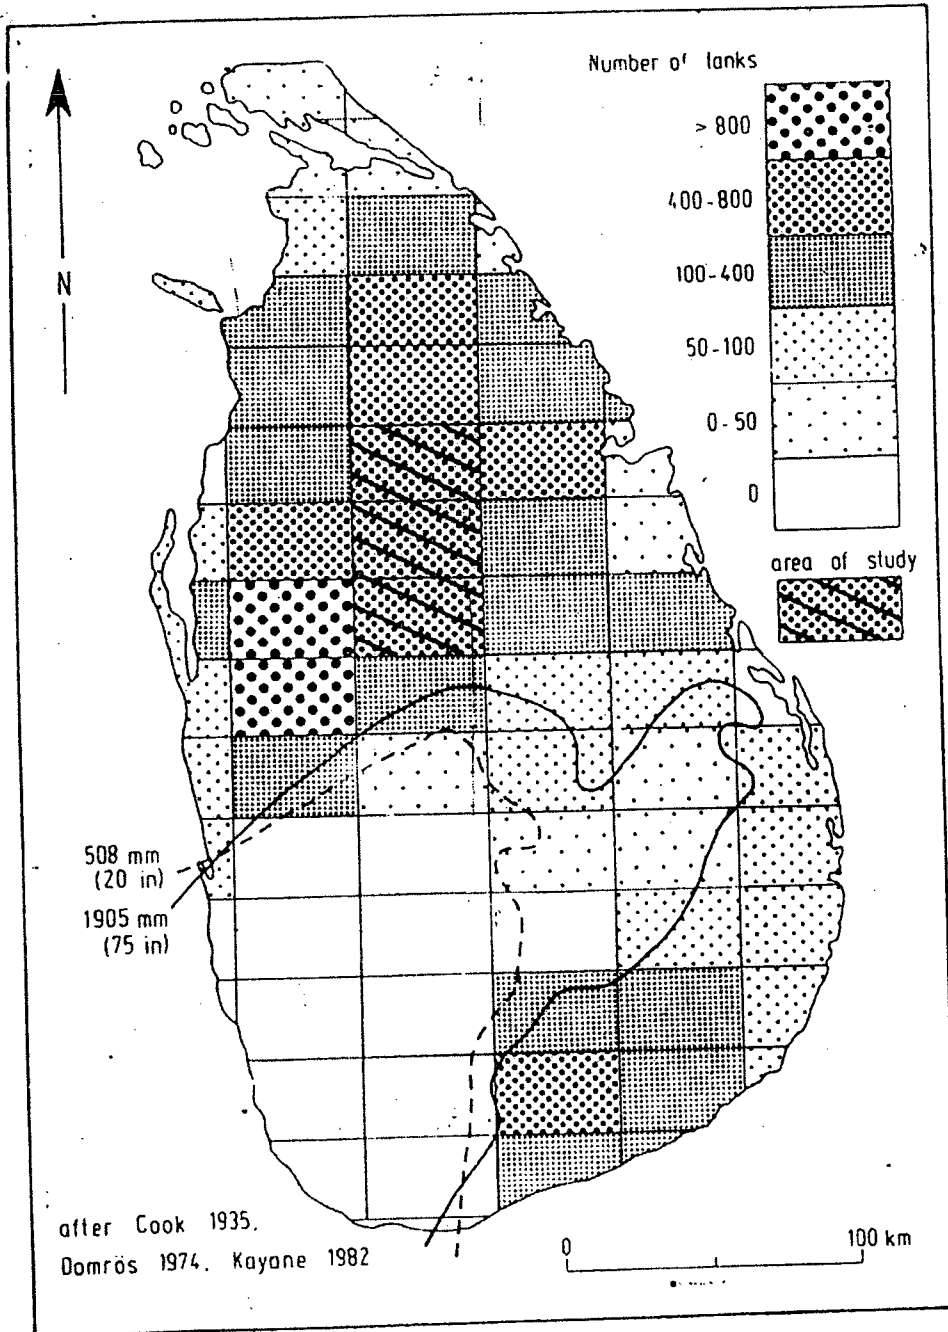 Number of tanks
> 800
400-800
100-400
50-100
0-50
0
area of study
N
508 mm
(20 in)
1905 mm
(75 in)
after Cook 1935,
Domrös 1974, Kayane 1982
0
100 km